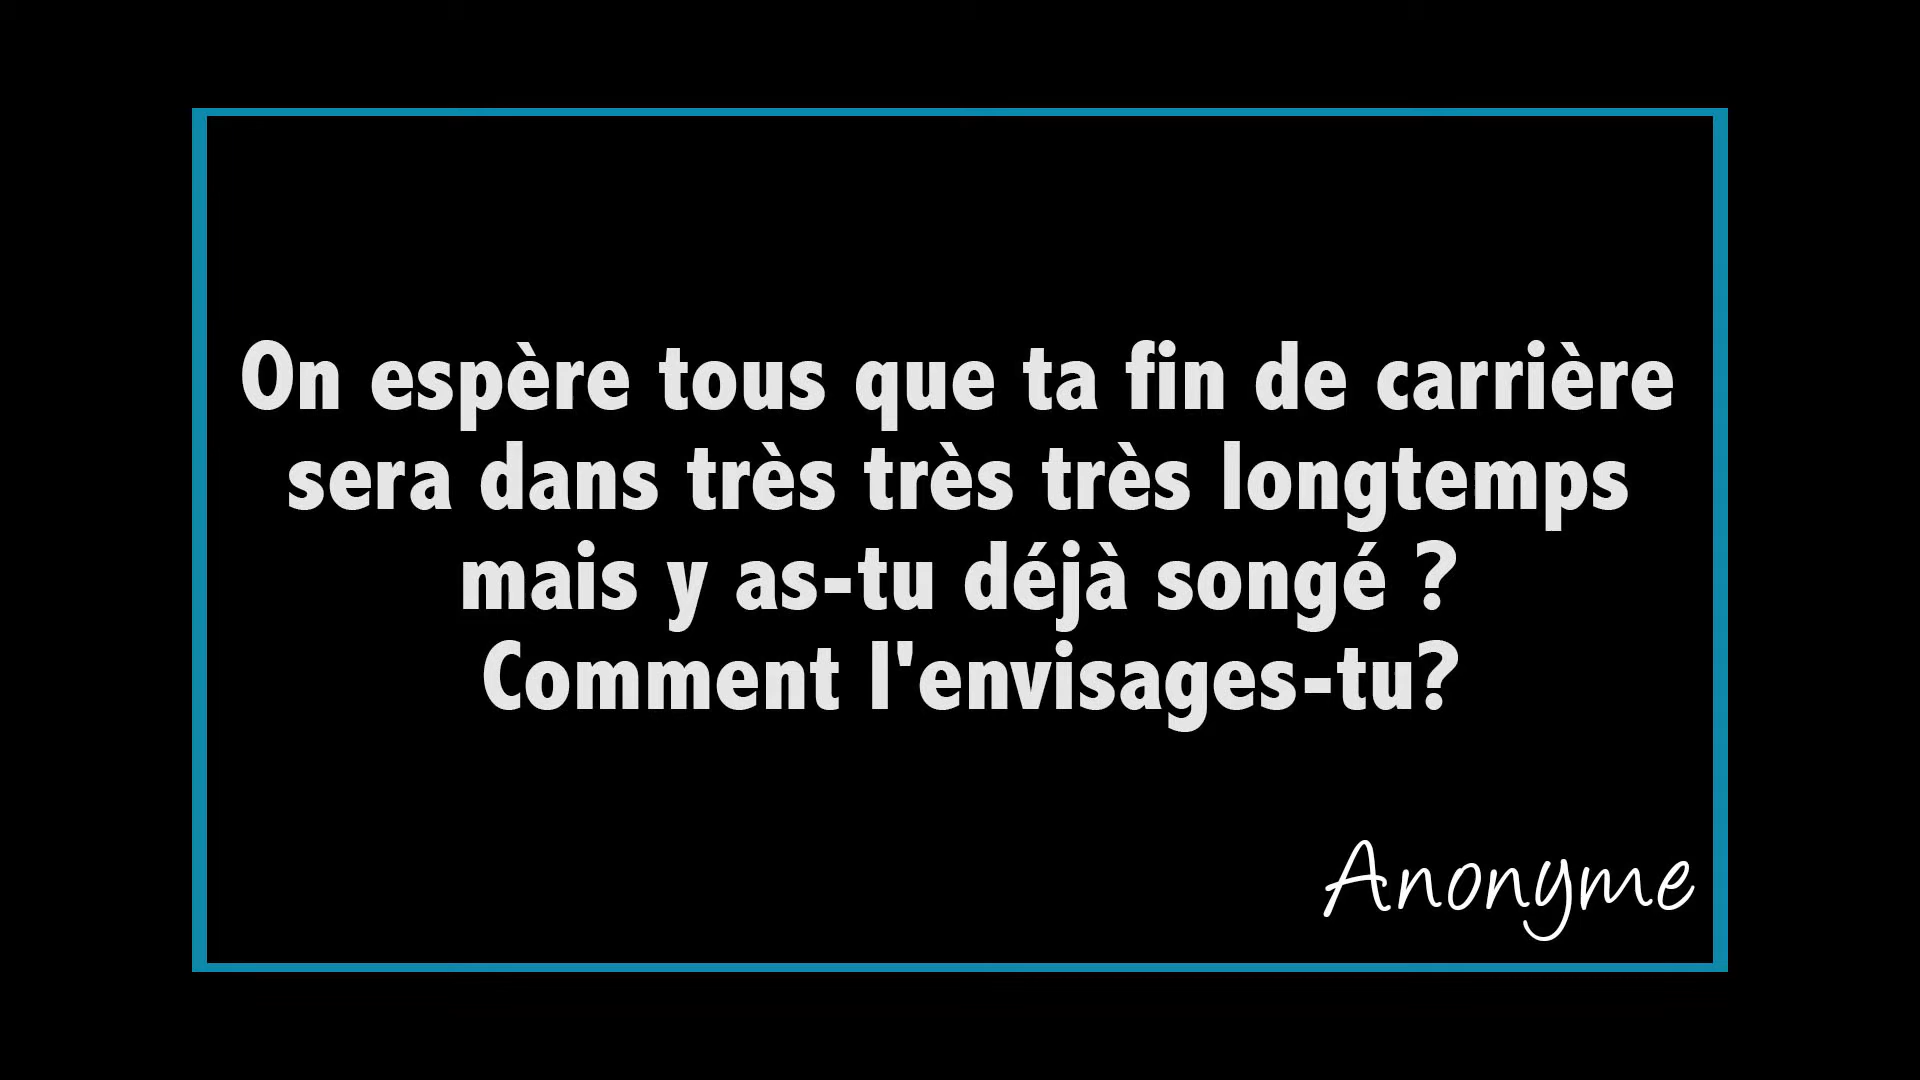 On espère tous que ta fin de carrière
sera dans très très très longtemps
mais y as-tu déjà songé ?
Comment l'envisages-tu?
Anonyme